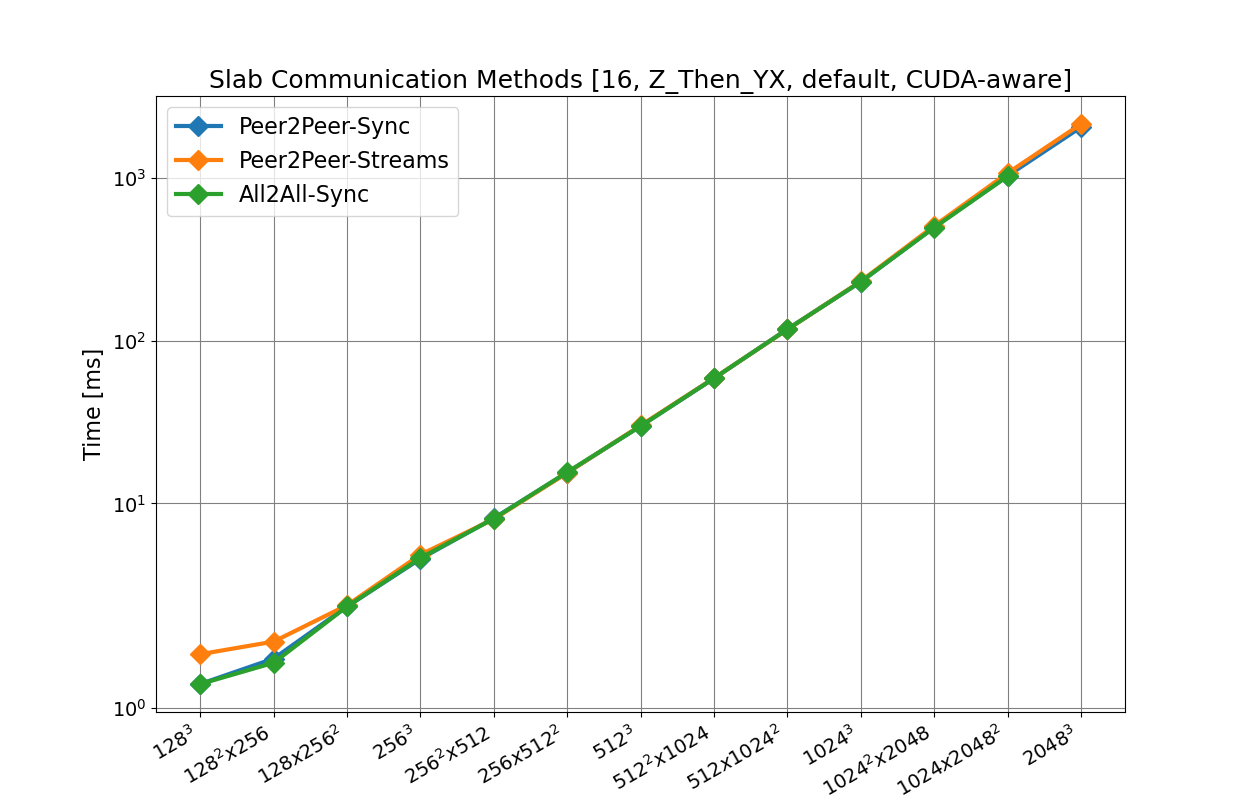 Slab Communication Methods [16, Z_Then_YX, default, CUDA-aware]
Peer2Peer-Sync
Peer2Peer-Streams
All2All-Sync
Time [ms]
10³
10²
10¹
10⁰
128³
128²x256
128x256²
256³
256²x512
256x512²
512³
512²x1024
512x1024²
1024³
1024²x2048
1024x2048²
2048³